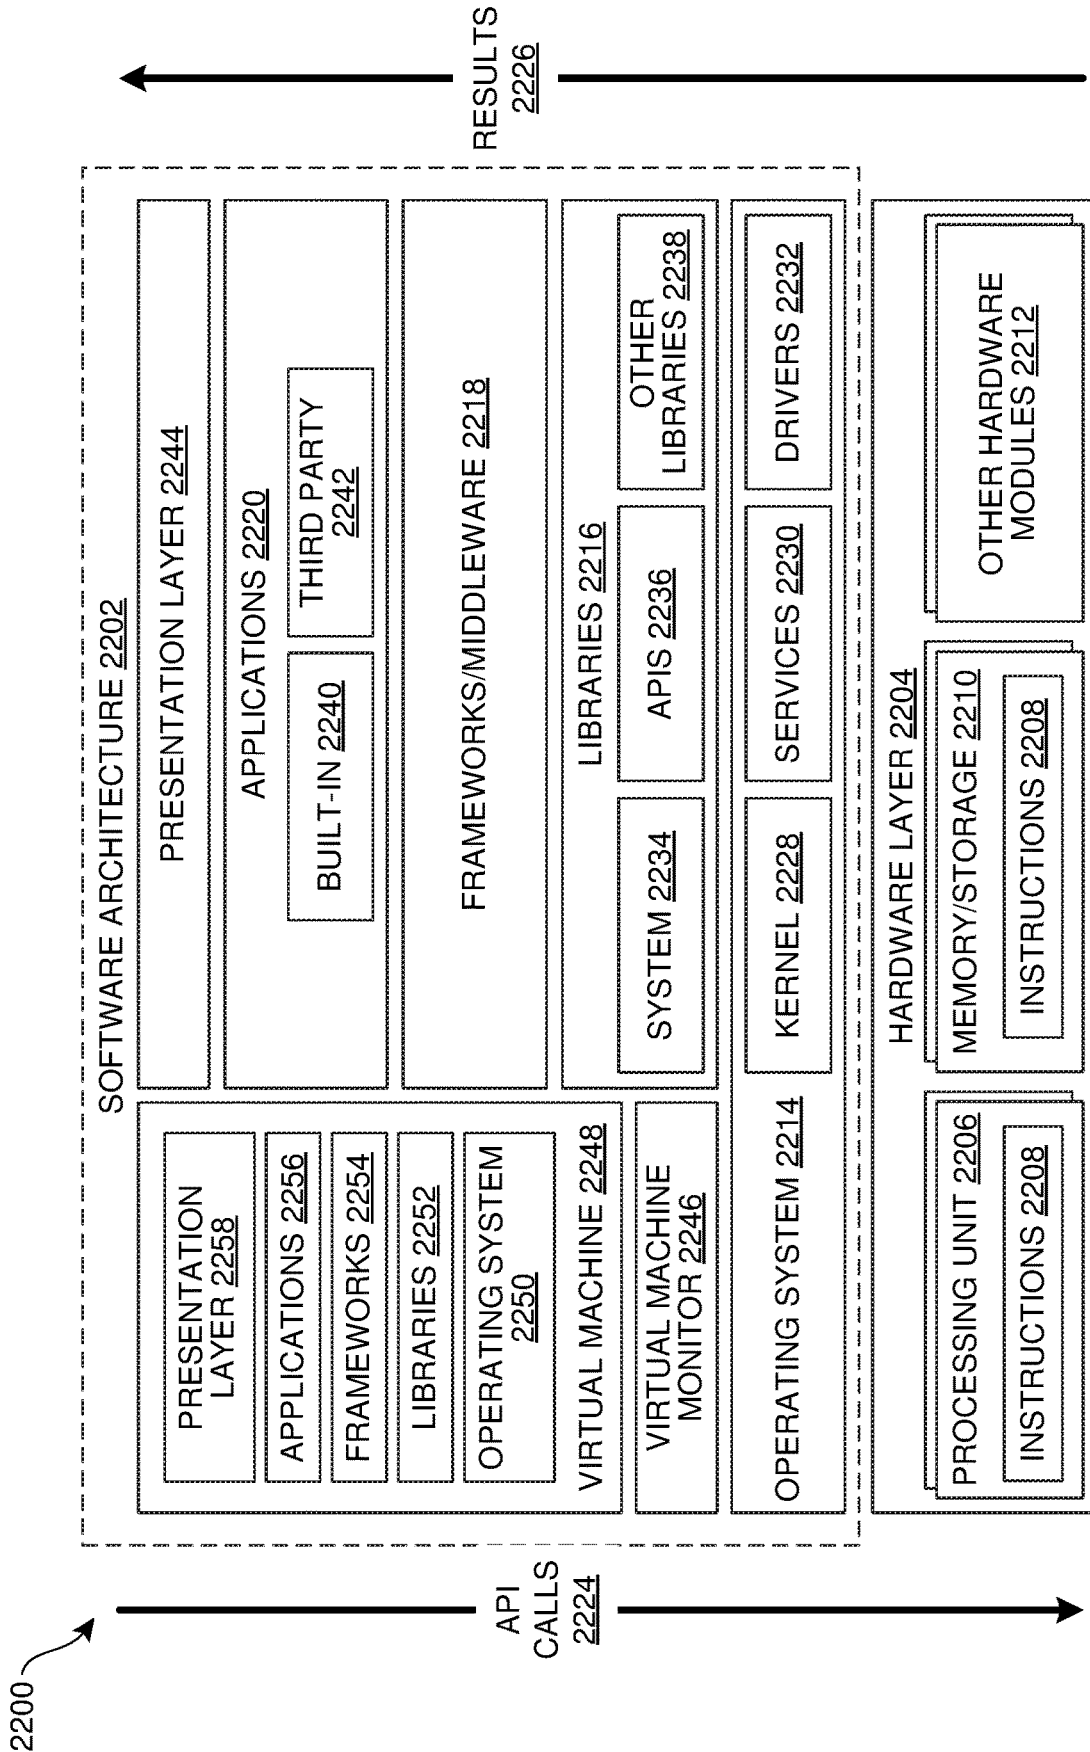 2200
SOFTWARE ARCHITECTURE 2202
PRESENTATION
LAYER 2258
APPLICATIONS 2256
FRAMEWORKS 2254
LIBRARIES 2252
OPERATING SYSTEM
2250
VIRTUAL MACHINE 2248
VIRTUAL MACHINE
MONITOR 2246
PRESENTATION LAYER 2244
APPLICATIONS 2220
BUILT-IN 2240
THIRD PARTY
2242
FRAMEWORKS/MIDDLEWARE 2218
LIBRARIES 2216
SYSTEM 2234
APIS 2236
OTHER
LIBRARIES 2238
OPERATING SYSTEM 2214
KERNEL 2228
SERVICES 2230
DRIVERS 2232
HARDWARE LAYER 2204
PROCESSING UNIT 2206
INSTRUCTIONS 2208
MEMORY/STORAGE 2210
INSTRUCTIONS 2208
OTHER HARDWARE
MODULES 2212
API
CALLS
2224
RESULTS
2226